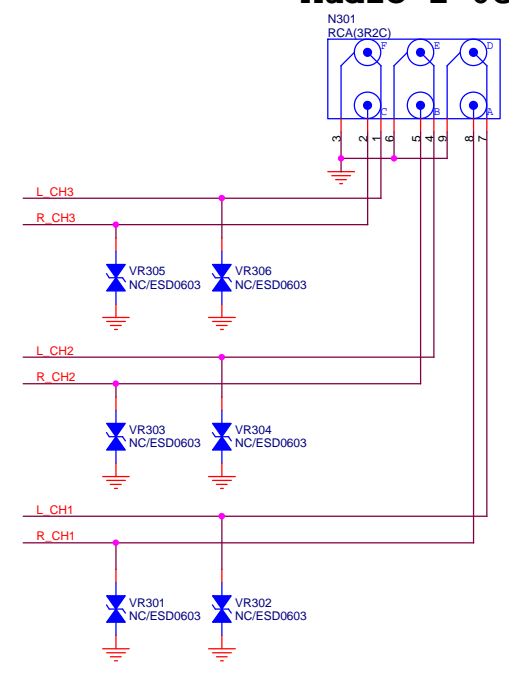 N301
RCA(3R2C)
F
E
D
C
B
A
3
2
1
6
5
4
9
8
7
L_CH3
R_CH3
VR305
NC/ESD0603
VR306
NC/ESD0603
L_CH2
R_CH2
VR303
NC/ESD0603
VR304
NC/ESD0603
L_CH1
R_CH1
VR301
NC/ESD0603
VR302
NC/ESD0603